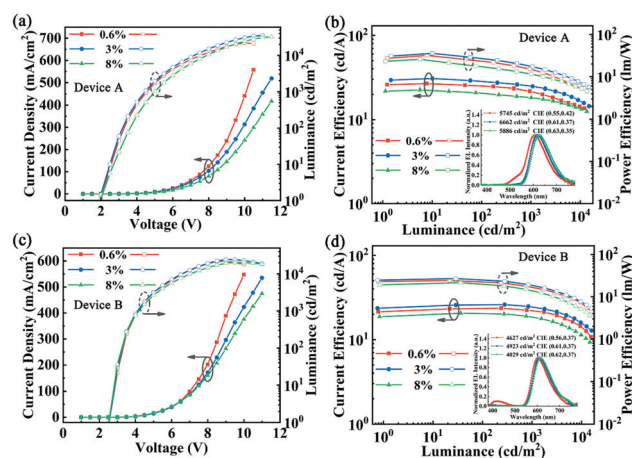 (a)
700
600
500
400
300
200
100
0
Current Density (mA/cm²)
0.6%
3%
8%
Device A
10⁴
10³
10²
10¹
10⁰
Luminance (cd/m²)
0 2 4 6 8 10 12
Voltage (V)
(b)
Device A
10²
10¹
10⁰
Current Efficiency (cd/A)
0.6%
3%
8%
5745 cd/m² CIE (0.55,0.42)
6662 cd/m² CIE (0.61,0.37)
5886 cd/m² CIE (0.63,0.35)
Normalized EL Intensity (a.u.)
400 500 600 700
Wavelength (nm)
10²
10¹
10⁰
10⁻¹
10⁻²
Power Efficiency (lm/W)
10⁰ 10¹ 10² 10³ 10⁴
Luminance (cd/m²)
(c)
600
500
400
300
200
100
0
Current Density (mA/cm²)
0.6%
3%
8%
Device B
10⁵
10⁴
10³
10²
10¹
10⁰
Luminance (cd/m²)
0 2 4 6 8 10 12
Voltage (V)
(d)
Device B
10²
10¹
10⁰
Current Efficiency (cd/A)
0.6%
3%
8%
4627 cd/m² CIE (0.56,0.37)
4923 cd/m² CIE (0.61,0.37)
4029 cd/m² CIE (0.62,0.37)
Normalized EL Intensity (a.u.)
400 500 600 700
Wavelength (nm)
10²
10¹
10⁰
10⁻¹
10⁻²
Power Efficiency (lm/W)
10⁰ 10¹ 10² 10³ 10⁴
Luminance (cd/m²)